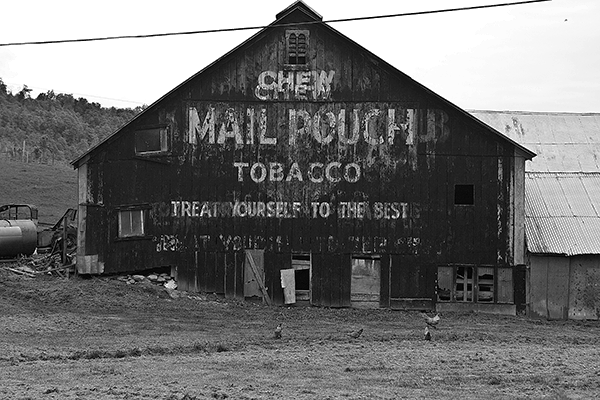 CHEW
MAIL POUCH
TOBACCO
TREAT YOURSELF TO THE BEST